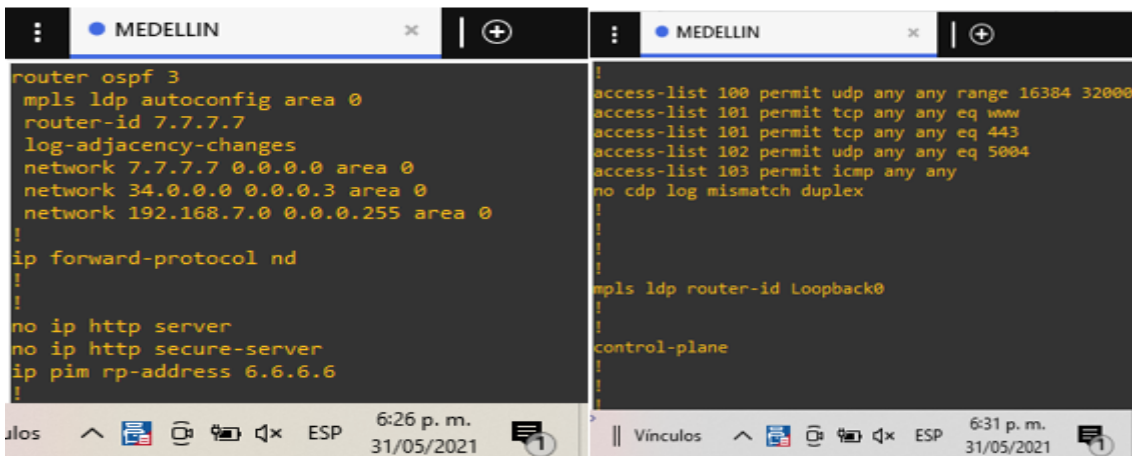 MEDELLIN
router ospf 3
mpls ldp autoconfig area 0
router-id 7.7.7.7
log-adjacency-changes
network 7.7.7.7 0.0.0.0 area 0
network 34.0.0.0 0.0.0.3 area 0
network 192.168.7.0 0.0.0.255 area 0
!
ip forward-protocol nd
!
!
no ip http server
no ip http secure-server
ip pim rp-address 6.6.6.6
!
ulos ESP 6:26 p. m.
31/05/2021
1
MEDELLIN
!
access-list 100 permit udp any any range 16384 32000
access-list 101 permit tcp any any eq www
access-list 101 permit tcp any any eq 443
access-list 102 permit udp any any eq 5004
access-list 103 permit icmp any any
no cdp log mismatch duplex
!
!
!
!
mpls ldp router-id Loopback0
!
!
control-plane
!
!
!
Vínculos ESP 6:31 p. m.
31/05/2021
1